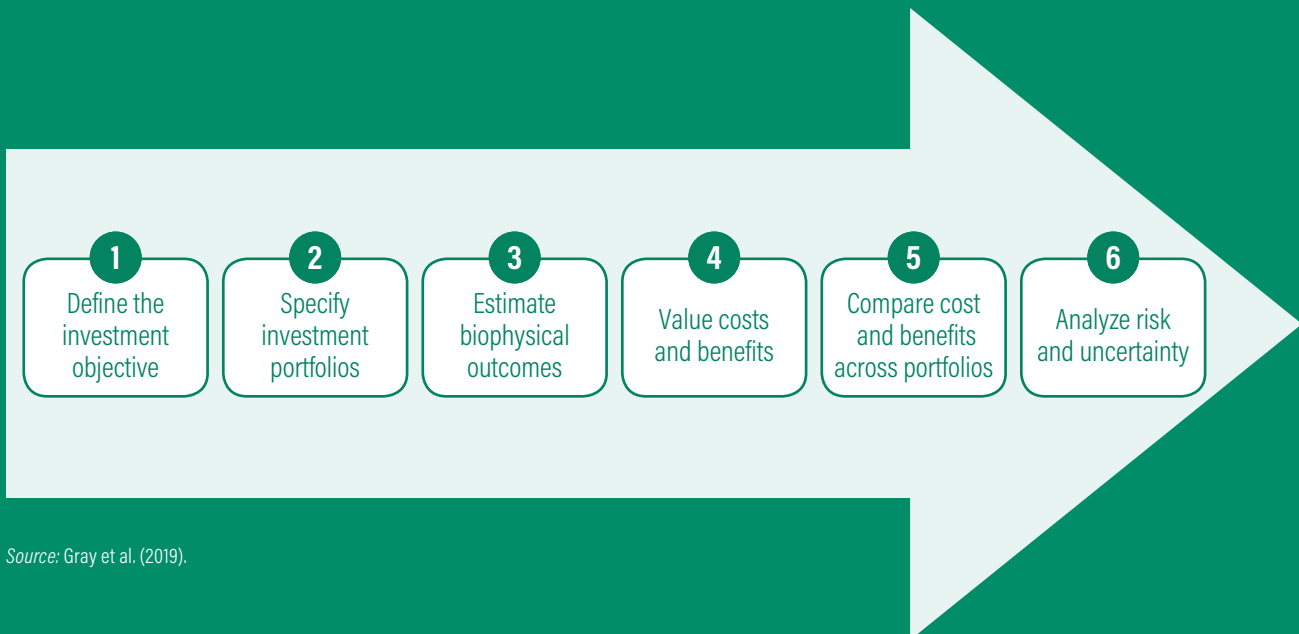 1
Define the
investment
objective
2
Specify
investment
portfolios
3
Estimate
biophysical
outcomes
4
Value costs
and benefits
5
Compare cost
and benefits
across portfolios
6
Analyze risk
and uncertainty
Source: Gray et al. (2019).